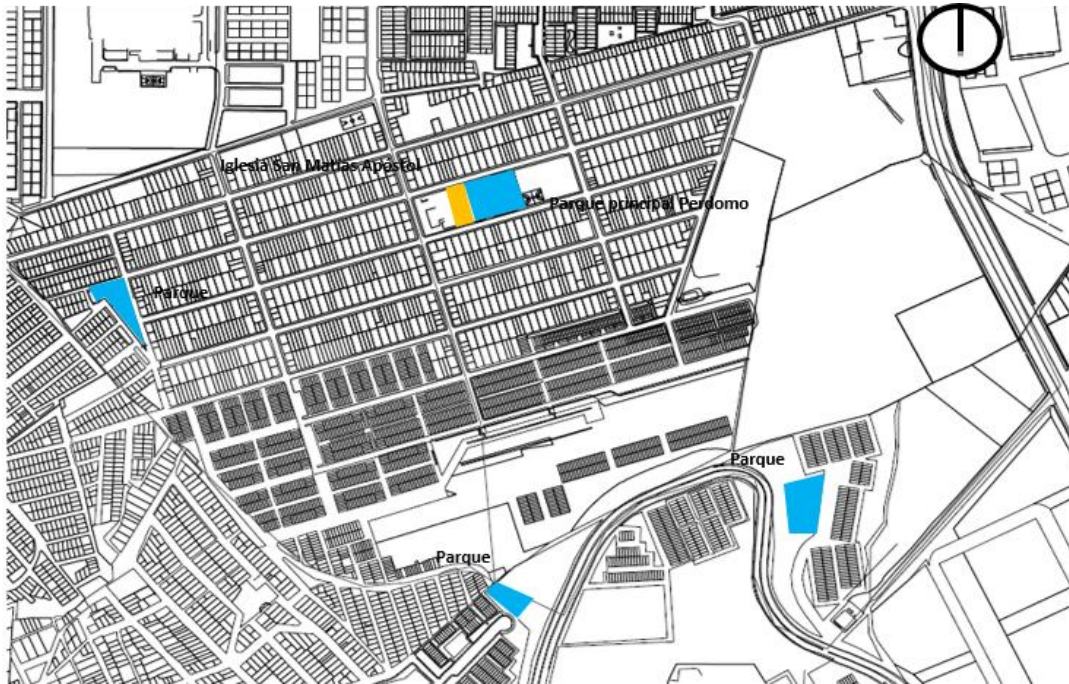 Iglesia San Matías Apóstol
Parque principal Perdomo
Parque
Parque
Parque